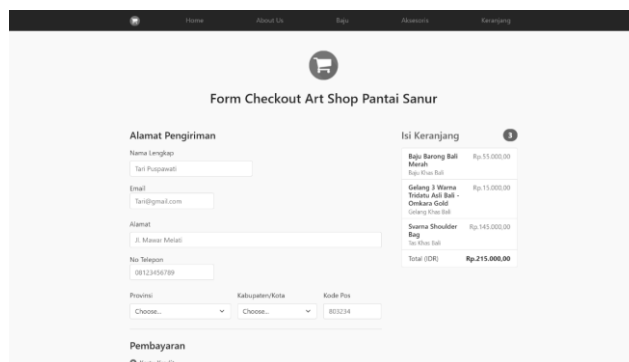 Home About Us Baju Aksesoris Keranjang
Form Checkout Art Shop Pantai Sanur
Alamat Pengiriman
Nama Lengkap
Tari Puspawati
Email
Tari@gmail.com
Alamat
Jl. Mawar Melati
No Telepon
08123456789
Provinsi Kabupaten/Kota Kode Pos
Choose... Choose... 803234
Pembayaran
Isi Keranjang 3
Baju Barong Bali Rp.55.000,00
Merah
Baju Khas Bali
Gelang 3 Warna Rp.15.000,00
Tridatu Asli Bali -
Omkara Gold
Gelang Khas Bali
Svarna Shoulder Rp.145.000,00
Bag
Tas Khas Bali
Total (IDR) Rp.215.000,00